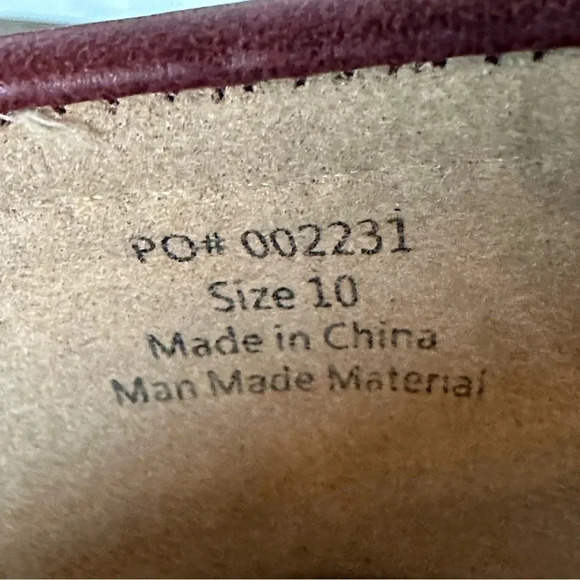 PO# 002231
Size 10
Made in China
Man Made Material